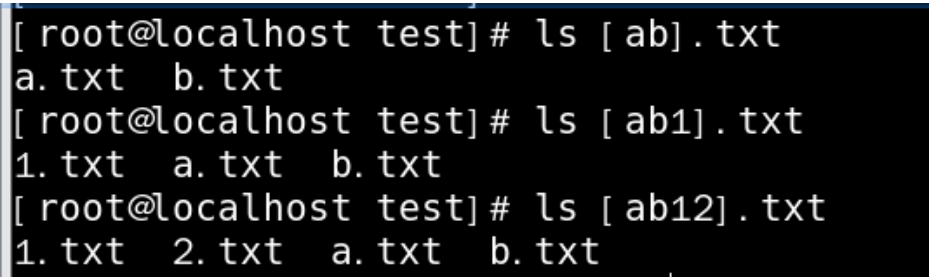 [root@localhost test]# ls [ab].txt
a.txt  b.txt
[root@localhost test]# ls [ab1].txt
1.txt  a.txt  b.txt
[root@localhost test]# ls [ab12].txt
1.txt  2.txt  a.txt  b.txt